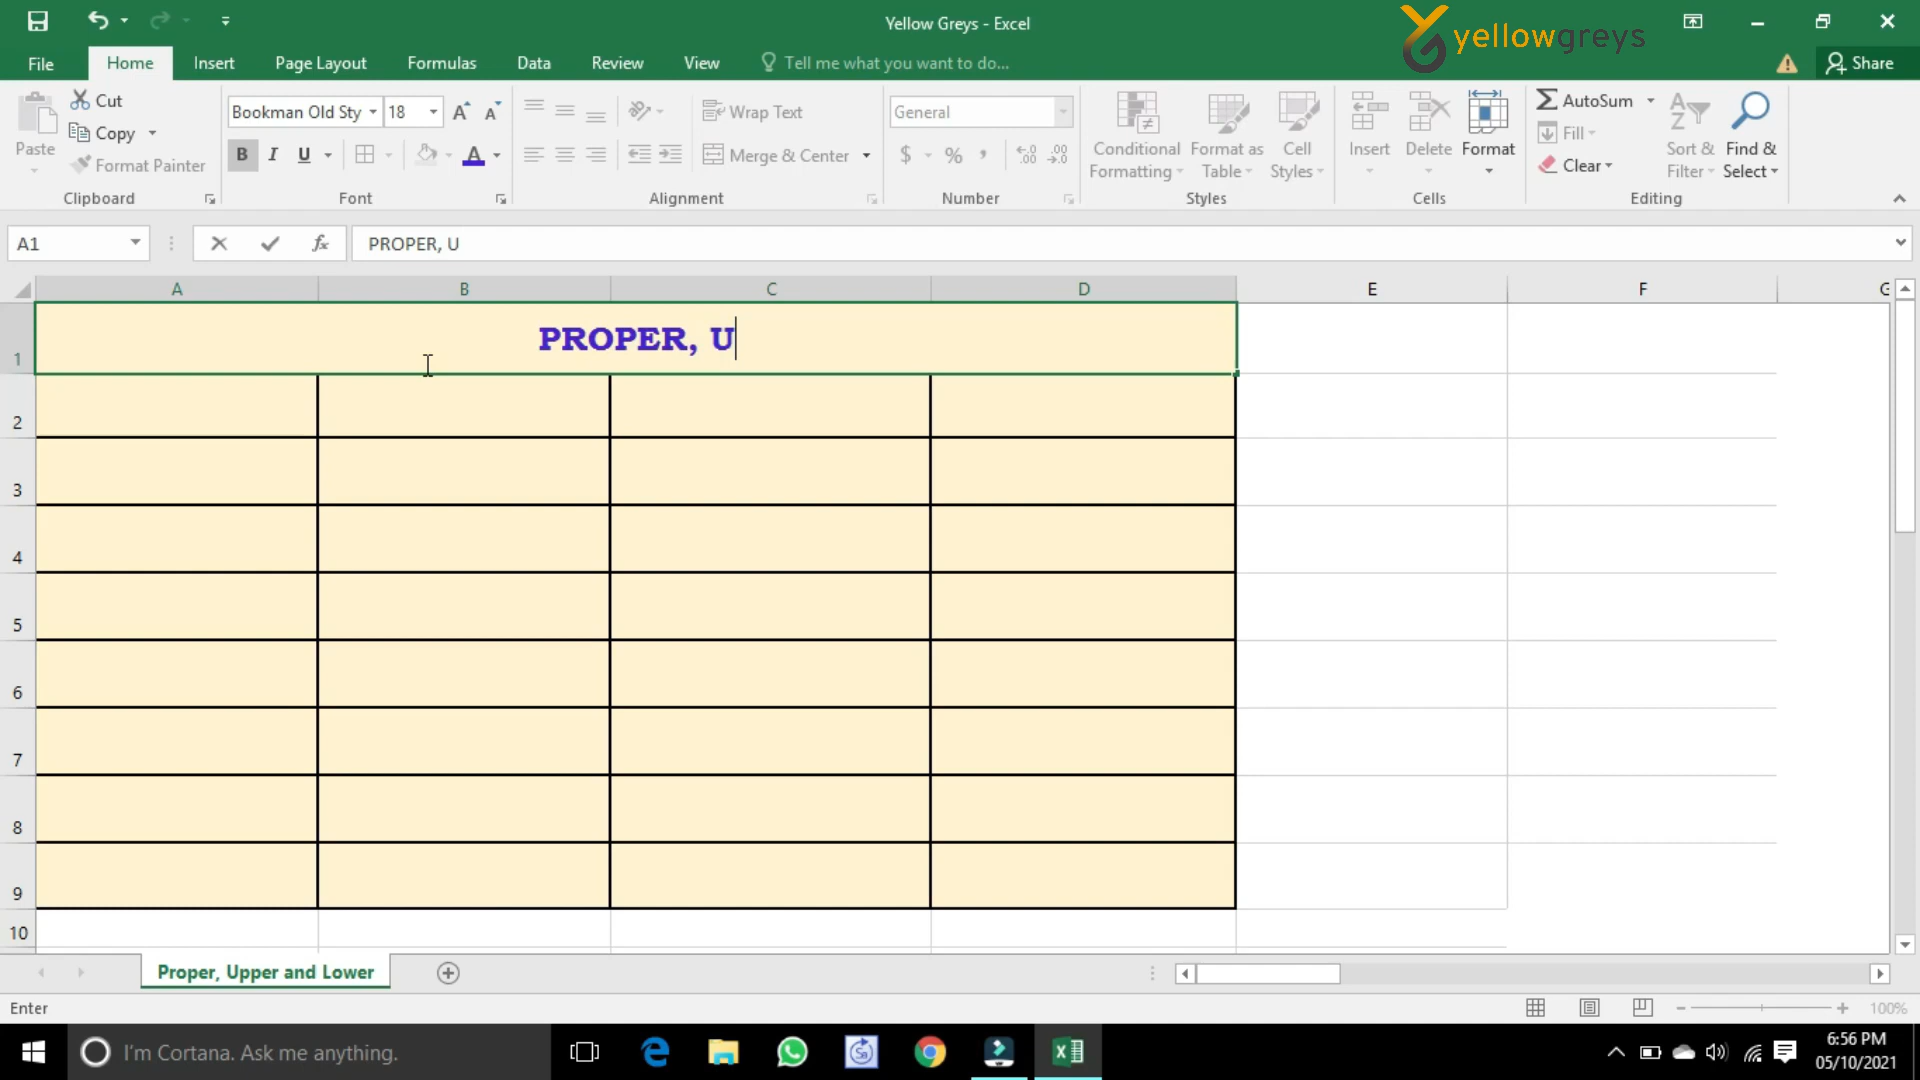 Yellow Greys - Excel
yellowgreys
File Home Insert Page Layout Formulas Data Review View Tell me what you want to do... Share
Paste
Cut
Copy
Format Painter
Clipboard
Bookman Old Sty 18
B I U A
Font
Wrap Text
Merge & Center
Alignment
General
$ % ,
Number
Conditional Formatting
Format as Table
Cell Styles
Styles
Insert
Delete
Format
Cells
AutoSum
Fill
Clear
Sort & Filter
Find & Select
Editing
A1 fx PROPER, U
A B C D E F G
1 PROPER, U
2
3
4
5
6
7
8
9
10
Proper, Upper and Lower
Enter
100%
I'm Cortana. Ask me anything.
6:56 PM
05/10/2021